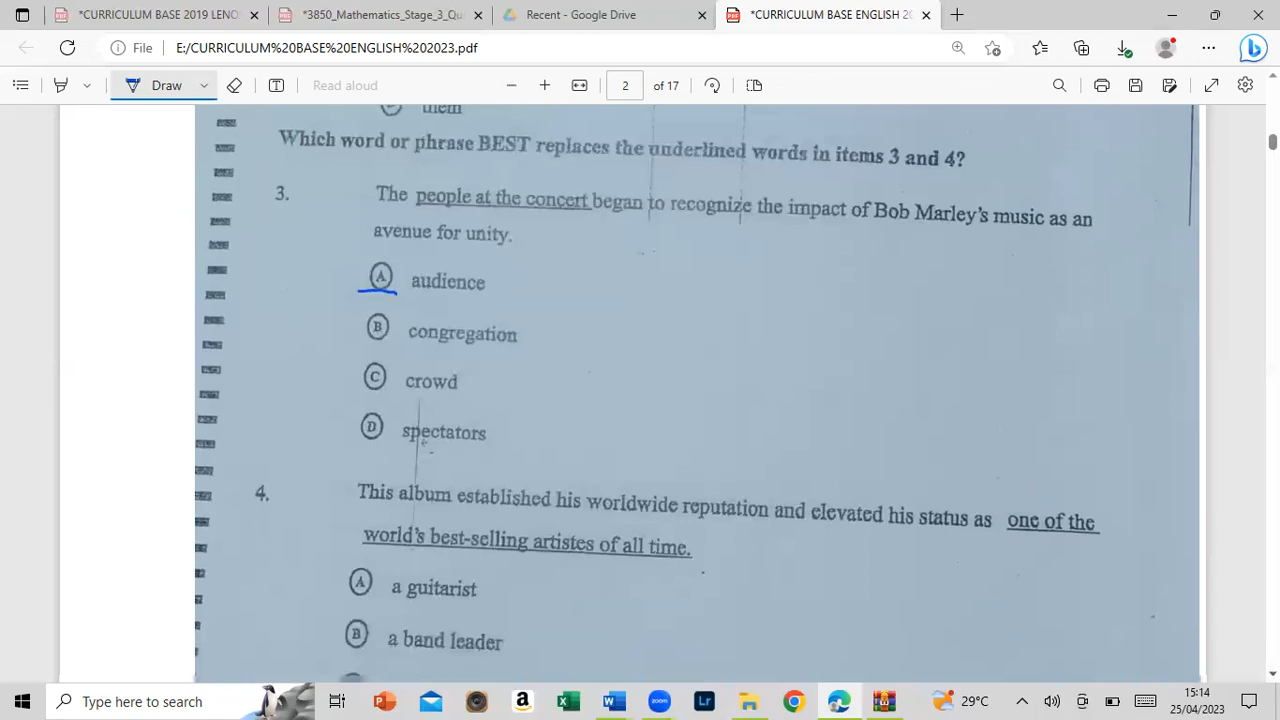 *CURRICULUM BASE 2019 LENO
*3850_Mathematics_Stage_3_Qu
Recent - Google Drive
*CURRICULUM BASE ENGLISH 20
File E:/CURRICULUM%20BASE%20ENGLISH%202023.pdf
Draw
Read aloud
2 of 17
them
Which word or phrase BEST replaces the underlined words in items 3 and 4?
3. The people at the concert began to recognize the impact of Bob Marley's music as an
avenue for unity.
A audience
B congregation
C crowd
D spectators
4. This album established his worldwide reputation and elevated his status as one of the
world's best-selling artistes of all time.
A a guitarist
B a band leader
Type here to search
zoom
Lr
29°C
15:14
25/04/2023